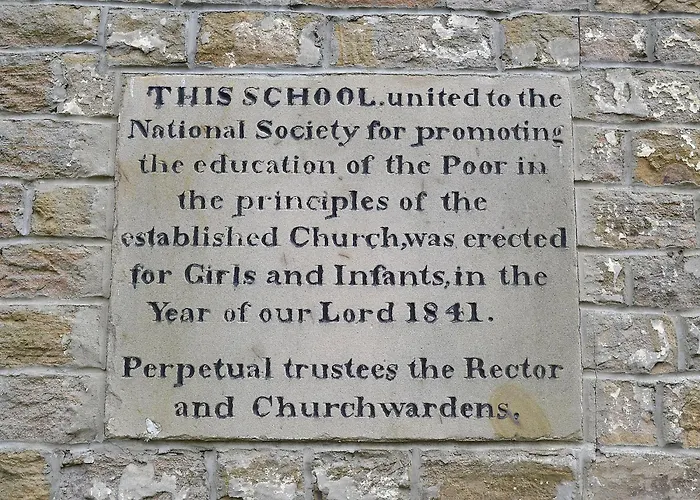 THIS SCHOOL. united to the
National Society for promoting
the education of the Poor in
the principles of the
established Church, was erected
for Girls and Infants, in the
Year of our Lord 1841.
Perpetual trustees the Rector
and Churchwardens.